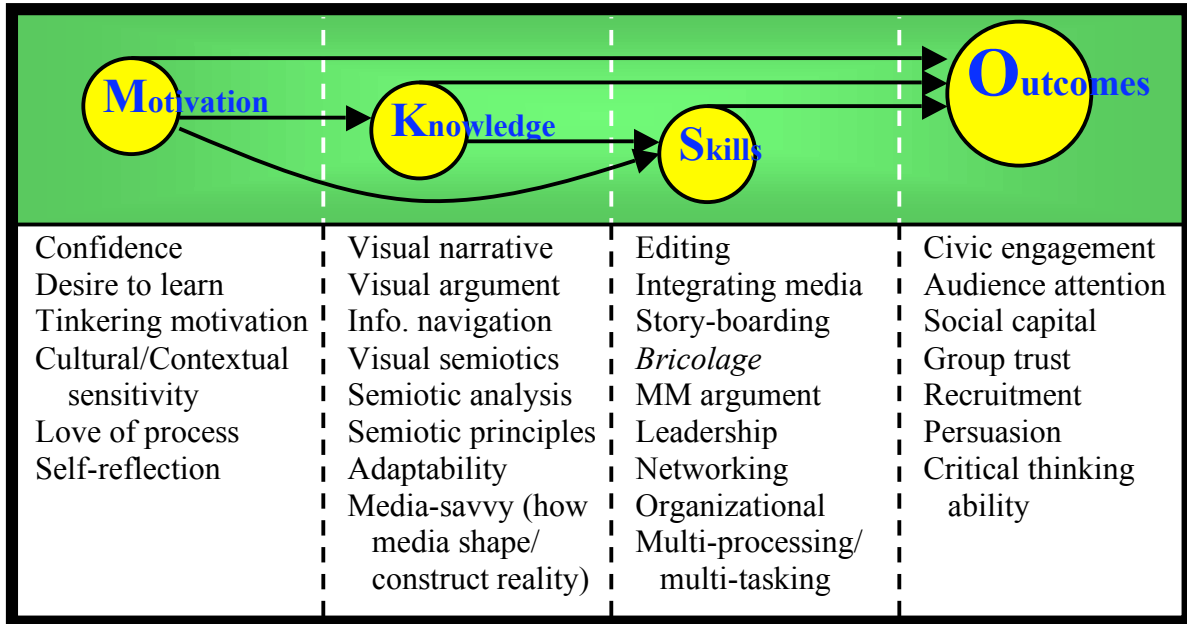 Motivation
Knowledge
Skills
Outcomes
Confidence
Desire to learn
Tinkering motivation
Cultural/Contextual
sensitivity
Love of process
Self-reflection
Visual narrative
Visual argument
Info. navigation
Visual semiotics
Semiotic analysis
Semiotic principles
Adaptability
Media-savvy (how
media shape/
construct reality)
Editing
Integrating media
Story-boarding
Bricolage
MM argument
Leadership
Networking
Organizational
Multi-processing/
multi-tasking
Civic engagement
Audience attention
Social capital
Group trust
Recruitment
Persuasion
Critical thinking
ability